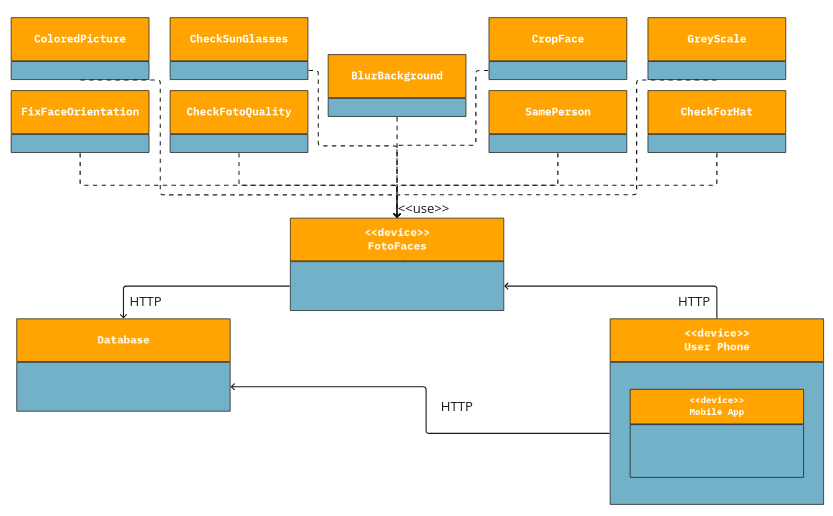 ColoredPicture
CheckSunGlasses
BlurBackground
CropFace
GreyScale
FixFaceOrientation
CheckFotoQuality
SamePerson
CheckForHat
<<use>>
<<device>>
FotoFaces
HTTP
HTTP
Database
<<device>>
User Phone
HTTP
<<device>>
Mobile App